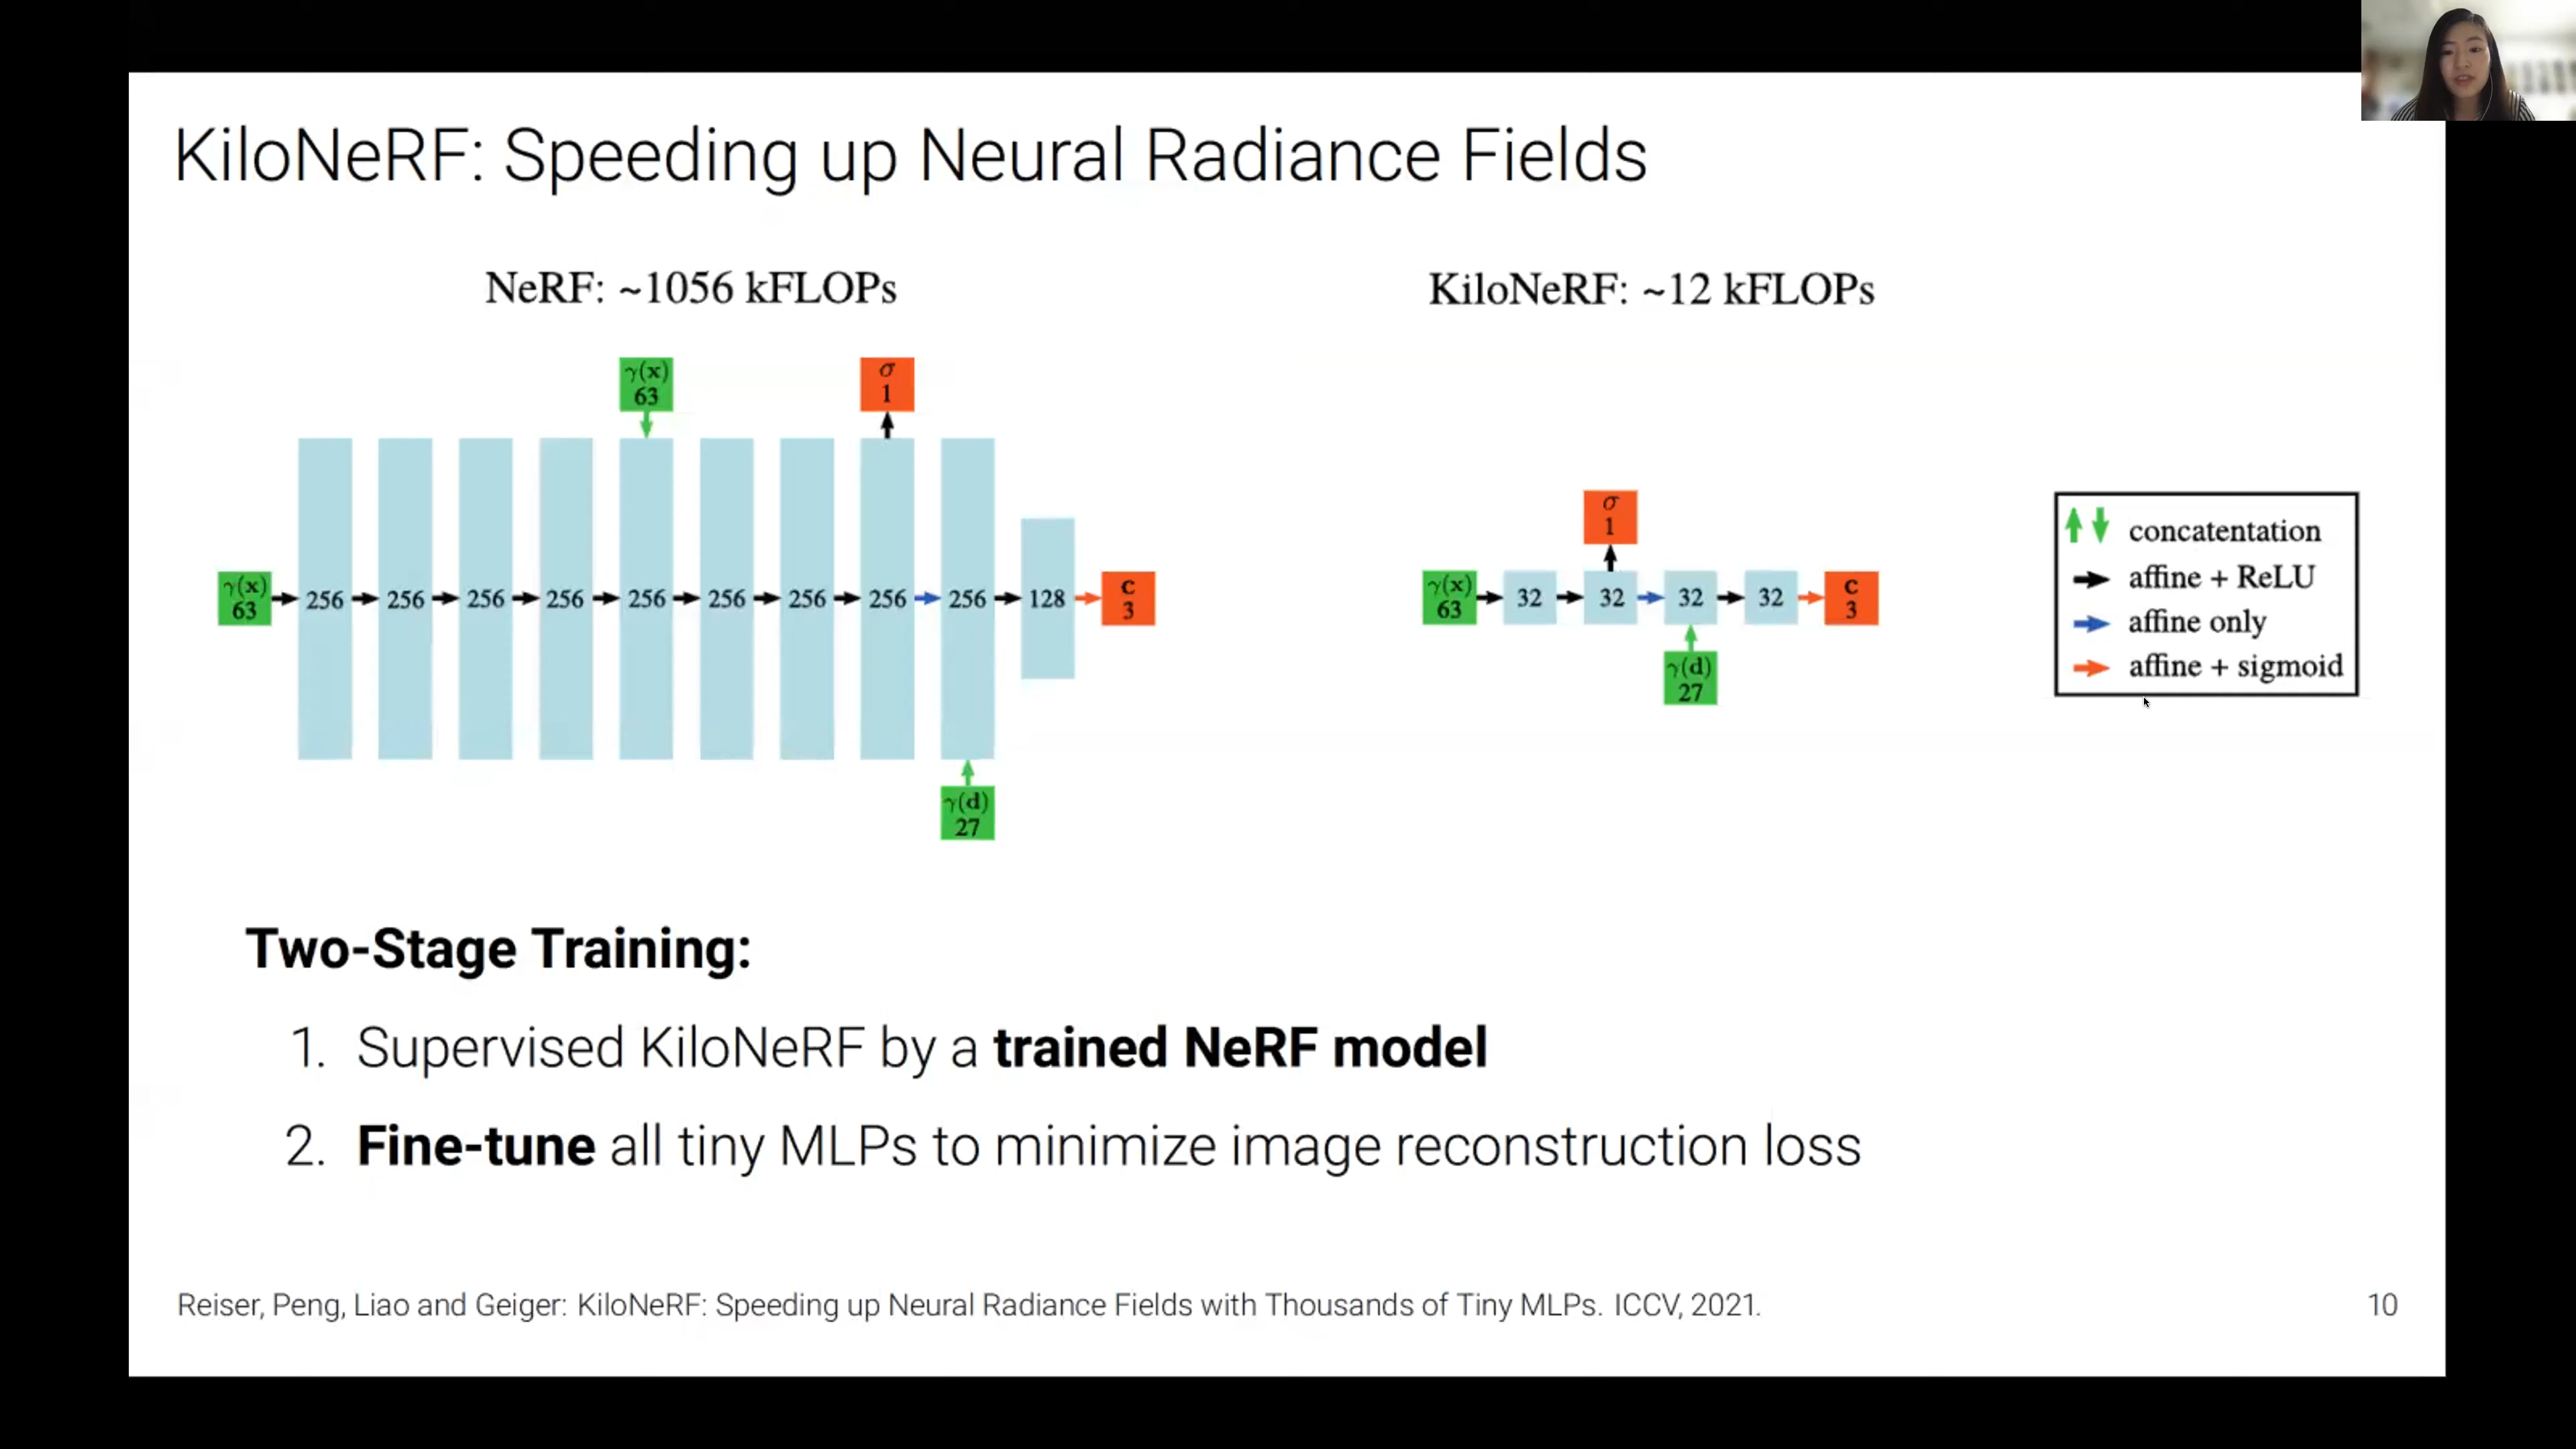 KiloNeRF: Speeding up Neural Radiance Fields
NeRF: ~1056 kFLOPs
γ(x)
63
σ
1
γ(x)
63
256
256
256
256
256
256
256
256
256
128
c
3
γ(d)
27
KiloNeRF: ~12 kFLOPs
σ
1
γ(x)
63
32
32
32
32
c
3
γ(d)
27
concatentation
affine + ReLU
affine only
affine + sigmoid
Two-Stage Training:
1. Supervised KiloNeRF by a trained NeRF model
2. Fine-tune all tiny MLPs to minimize image reconstruction loss
Reiser, Peng, Liao and Geiger: KiloNeRF: Speeding up Neural Radiance Fields with Thousands of Tiny MLPs. ICCV, 2021.
10